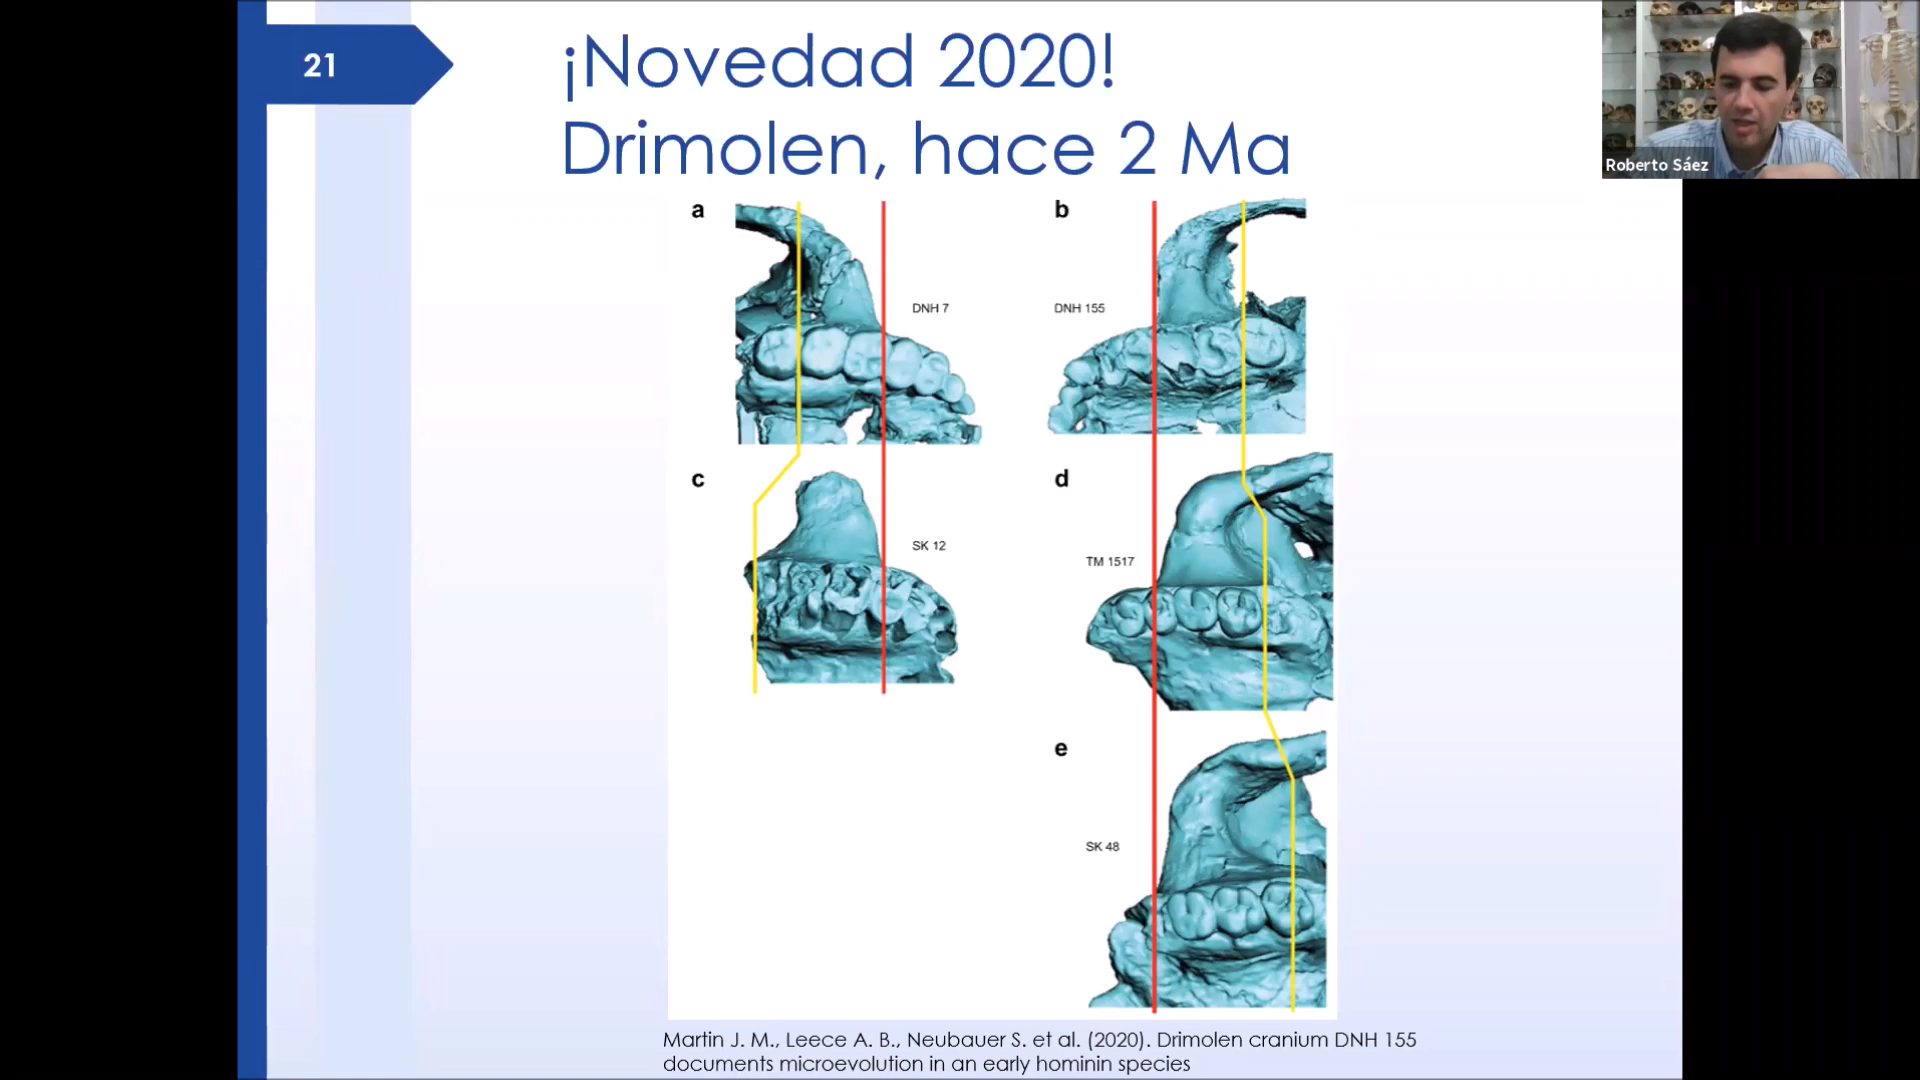 21
¡Novedad 2020!
Drimolen, hace 2 Ma
Roberto Sáez
a
b
DNH 7
DNH 155
c
d
SK 12
TM 1517
e
SK 48
Martin J. M., Leece A. B., Neubauer S. et al. (2020). Drimolen cranium DNH 155
documents microevolution in an early hominin species